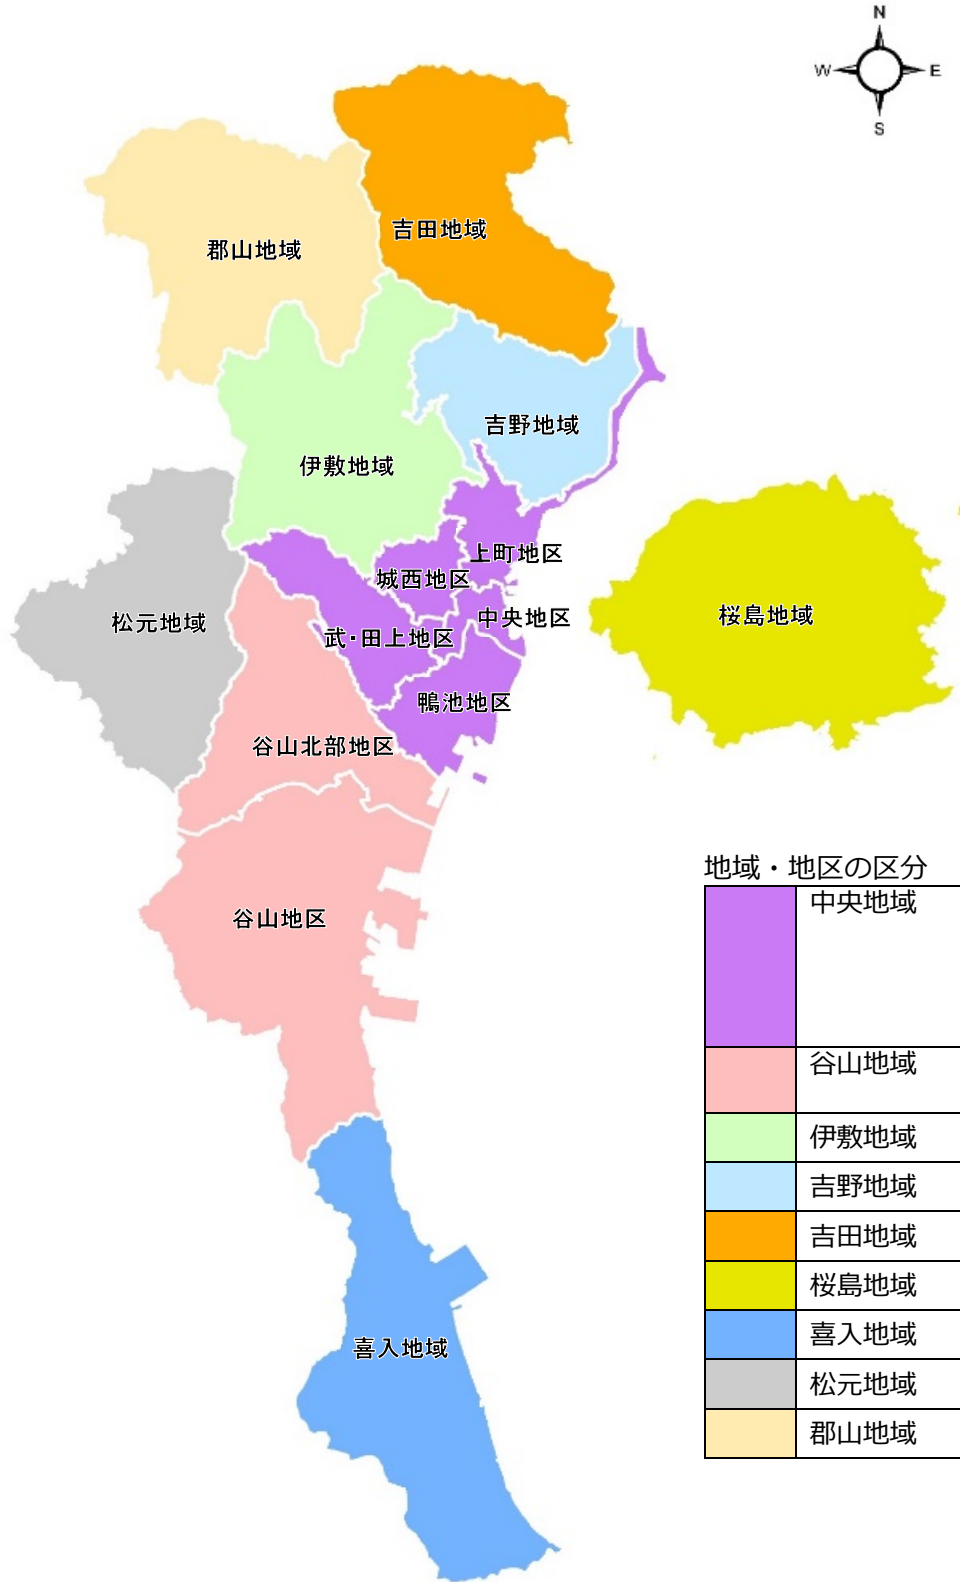 N
W E
S
吉田地域
郡山地域
吉野地域
伊敷地域
上町地区
城西地区
中央地区
桜島地域
松元地域
武・田上地区
鴨池地区
谷山北部地区
谷山地区
喜入地域
地域・地区の区分
中央地域
谷山地域
伊敷地域
吉野地域
吉田地域
桜島地域
喜入地域
松元地域
郡山地域